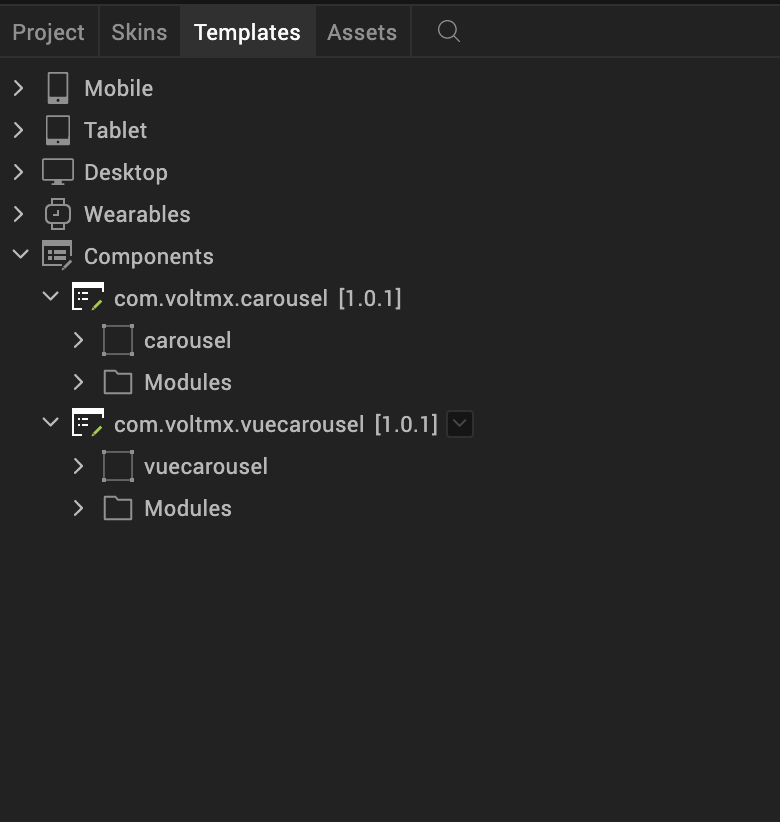 Project Skins Templates Assets
Mobile
Tablet
Desktop
Wearables
Components
com.voltmx.carousel [1.0.1]
carousel
Modules
com.voltmx.vuecarousel [1.0.1]
vuecarousel
Modules